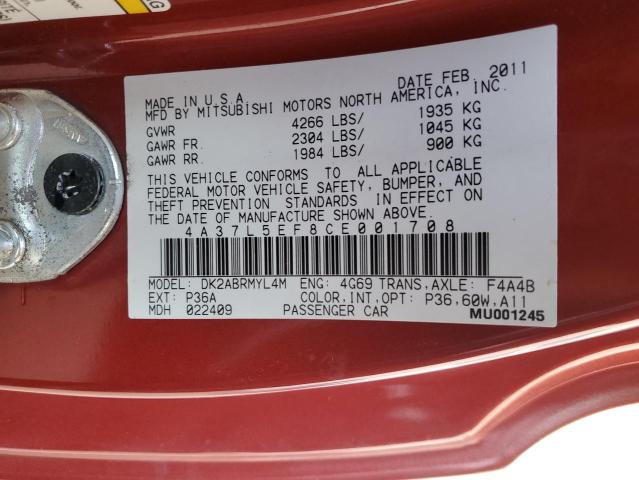 MADE IN U.S.A. DATE FEB. 2011
MFD BY MITSUBISHI MOTORS NORTH AMERICA, INC.
GVWR 4266 LBS/ 1935 KG
GAWR FR. 2304 LBS/ 1045 KG
GAWR RR. 1984 LBS/ 900 KG
THIS VEHICLE CONFORMS TO ALL APPLICABLE
FEDERAL MOTOR VEHICLE SAFETY, BUMPER, AND
THEFT PREVENTION STANDARDS IN EFFECT ON
THE DATE OF MANUFACTURE SHOWN ABOVE.
4A37L5EF8CE001708
MODEL: DK2ABRMYL4M ENG: 4G69 TRANS,AXLE: F4A4B
EXT: P36A COLOR,INT,OPT: P36,60W,A11
MDH 022409 PASSENGER CAR MU001245